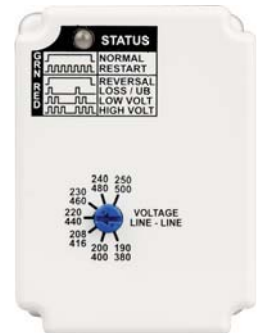 STATUS
GRN
NORMAL
RESTART
RED
REVERSAL
LOSS / UB
LOW VOLT
HIGH VOLT
240 250
480 500
230
460
220
440
208
416
200 190
400 380
VOLTAGE
LINE - LINE